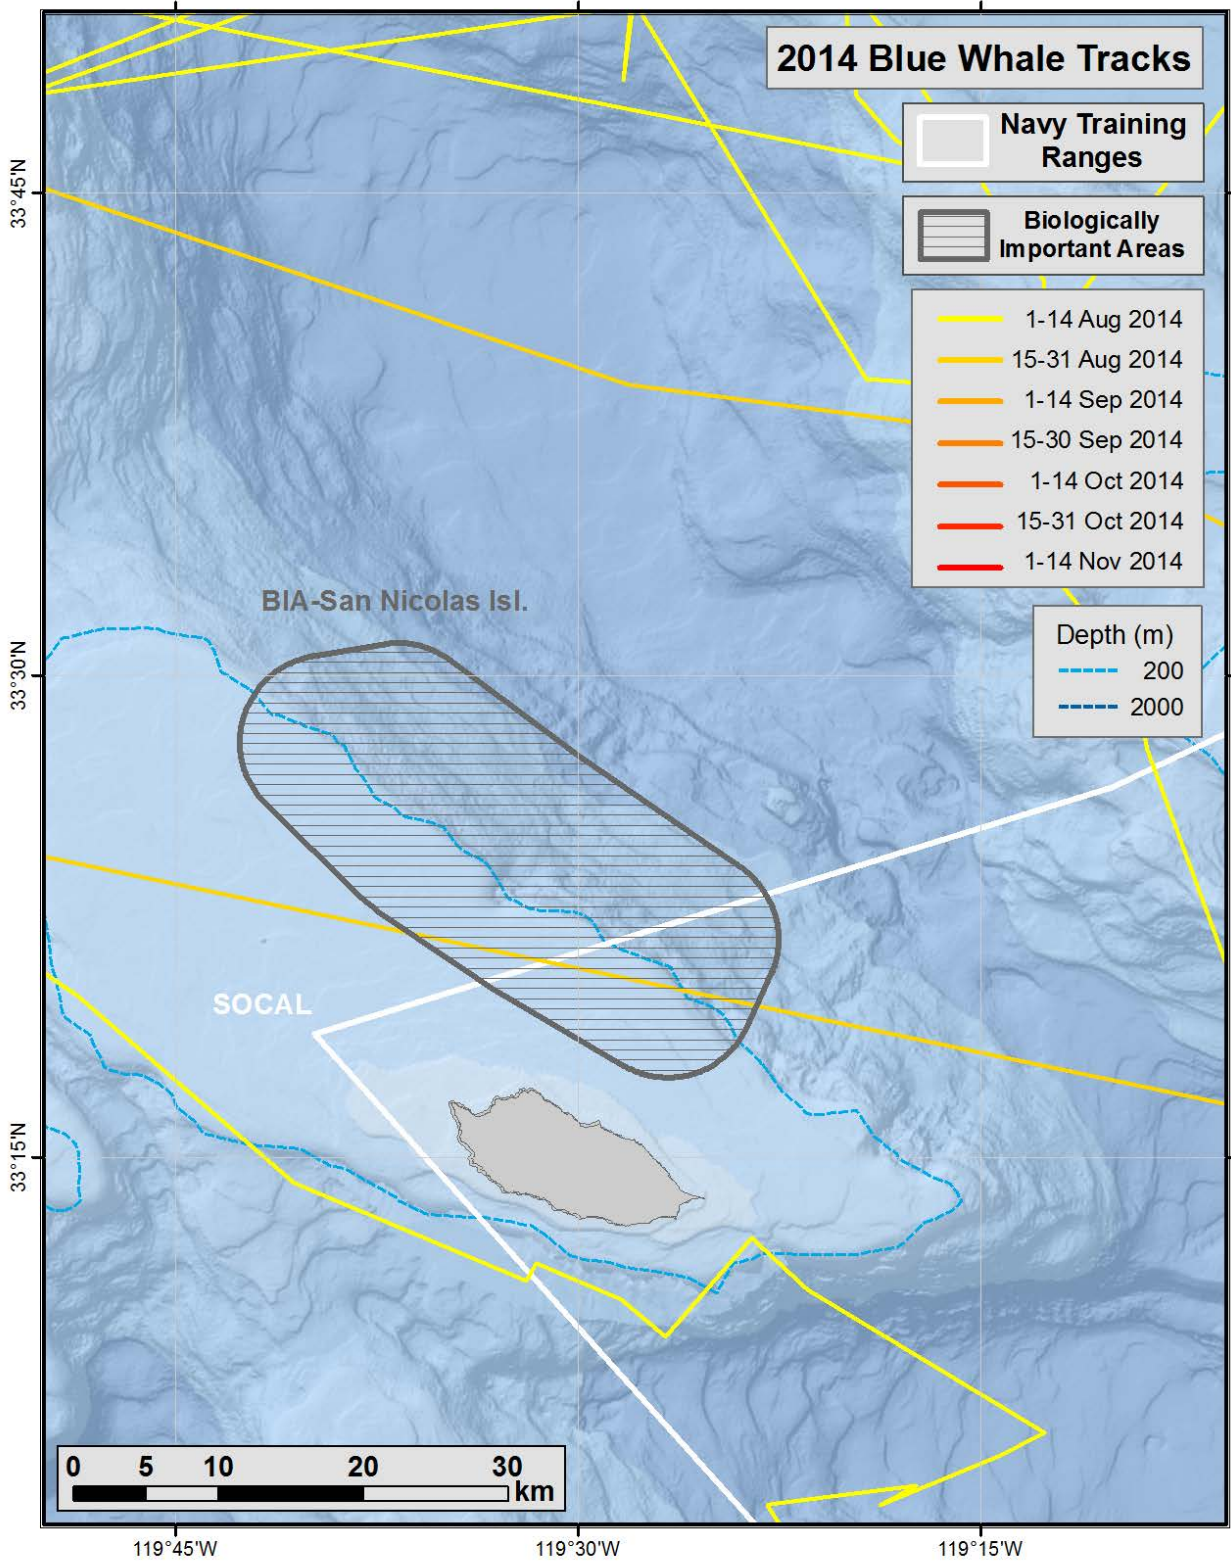 2014 Blue Whale Tracks
Navy Training
Ranges
Biologically
Important Areas
1-14 Aug 2014
15-31 Aug 2014
1-14 Sep 2014
15-30 Sep 2014
1-14 Oct 2014
15-31 Oct 2014
1-14 Nov 2014
Depth (m)
200
2000
33°45'N
BIA-San Nicolas Isl.
33°30'N
SOCAL
33°15'N
0 5 10 20 30
km
119°45'W 119°30'W 119°15'W